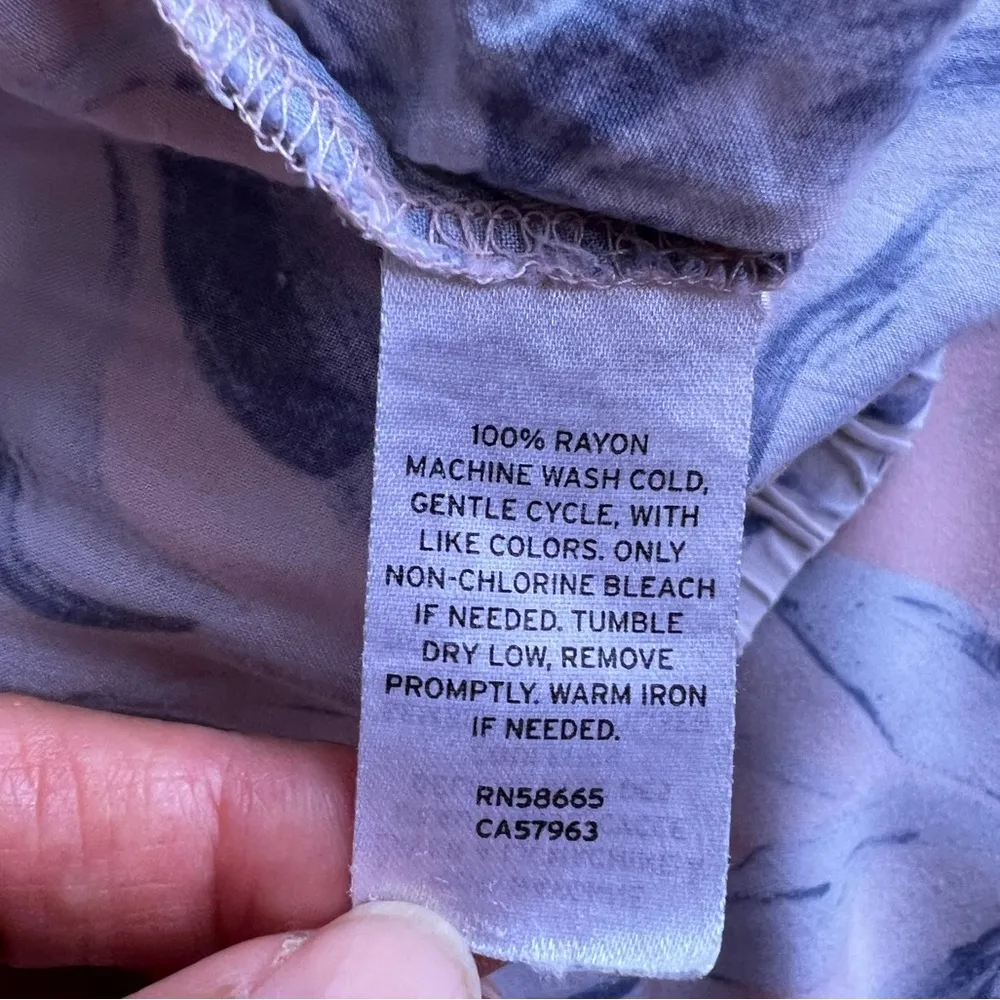 100% RAYON
MACHINE WASH COLD,
GENTLE CYCLE, WITH
LIKE COLORS. ONLY
NON-CHLORINE BLEACH
IF NEEDED. TUMBLE
DRY LOW, REMOVE
PROMPTLY. WARM IRON
IF NEEDED.
RN58665
CA57963